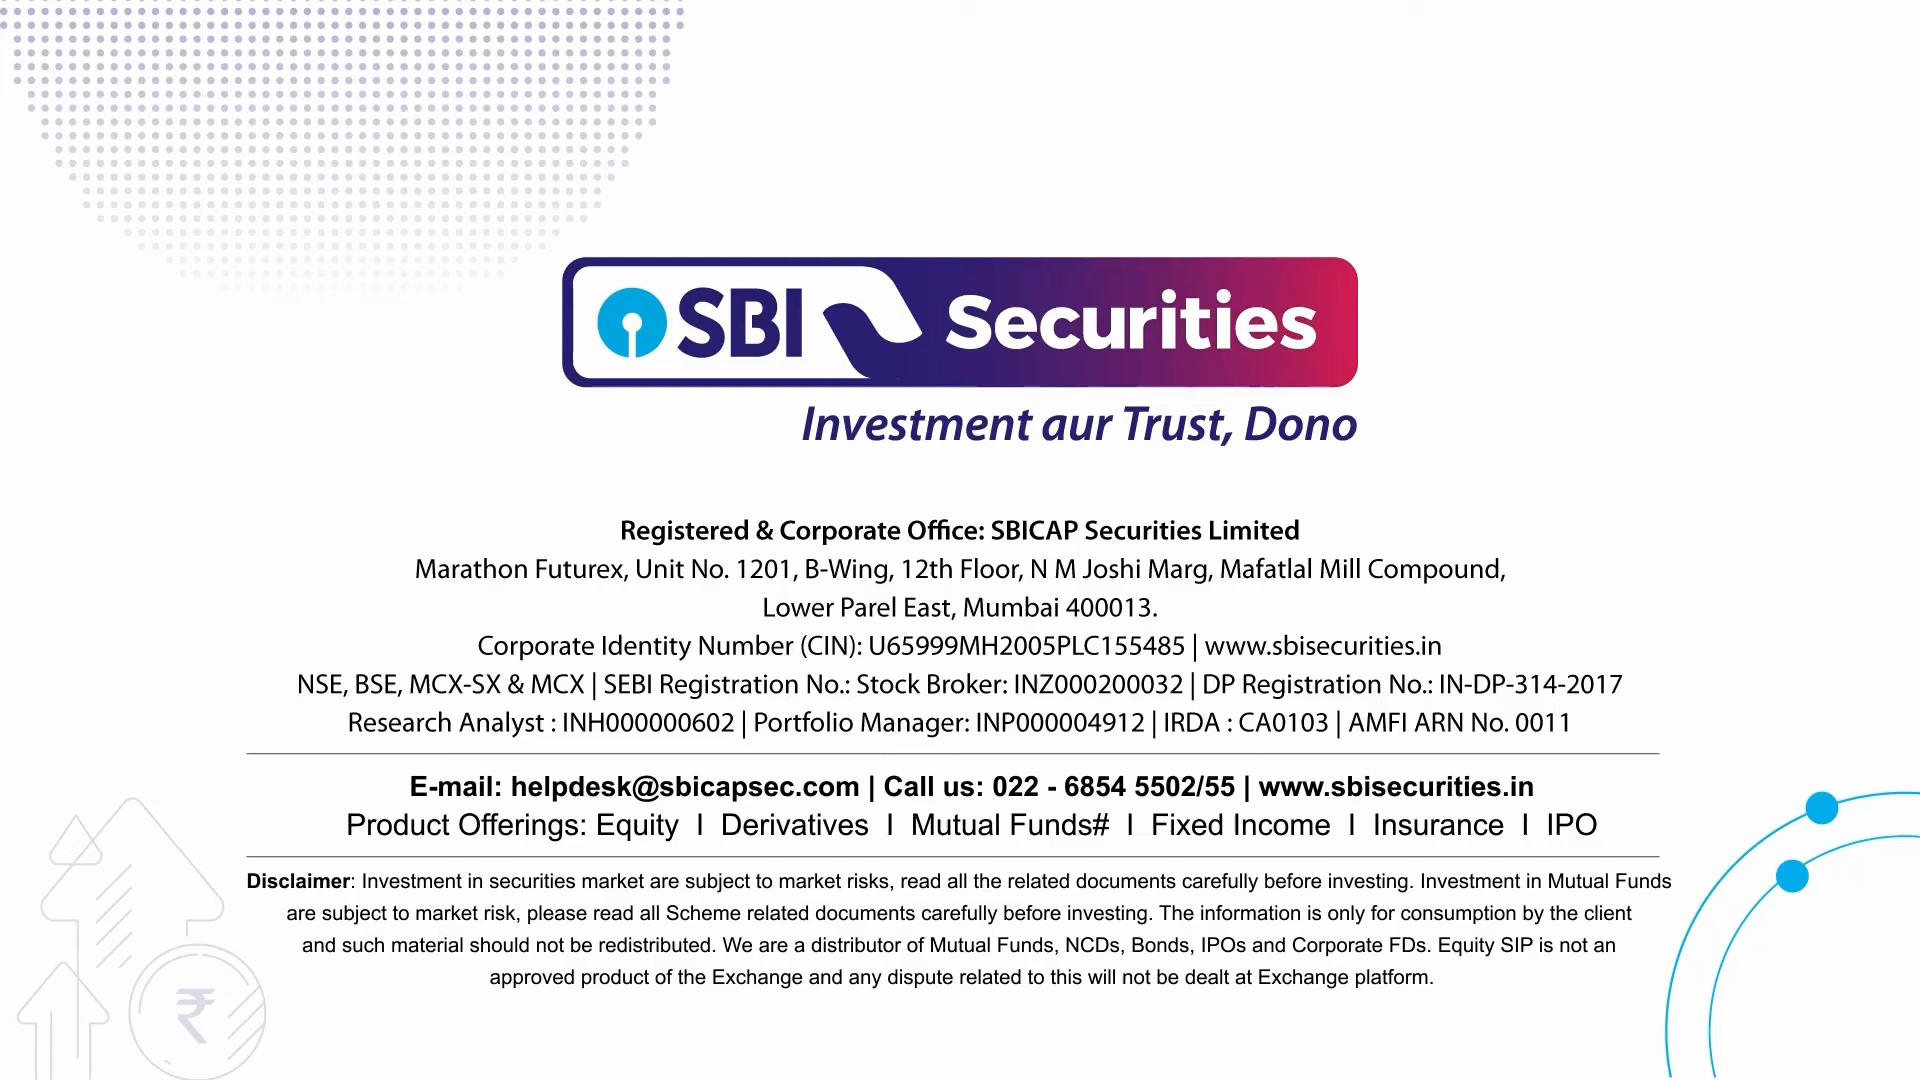 SBI Securities
Investment aur Trust, Dono
Registered & Corporate Office: SBICAP Securities Limited
Marathon Futurex, Unit No. 1201, B-Wing, 12th Floor, N M Joshi Marg, Mafatlal Mill Compound,
Lower Parel East, Mumbai 400013.
Corporate Identity Number (CIN): U65999MH2005PLC155485 | www.sbisecurities.in
NSE, BSE, MCX-SX & MCX | SEBI Registration No.: Stock Broker: INZ000200032 | DP Registration No.: IN-DP-314-2017
Research Analyst : INH000000602 | Portfolio Manager: INP000004912 | IRDA : CA0103 | AMFI ARN No. 0011
E-mail: helpdesk@sbicapsec.com | Call us: 022 - 6854 5502/55 | www.sbisecurities.in
Product Offerings: Equity I Derivatives I Mutual Funds# I Fixed Income I Insurance I IPO
Disclaimer: Investment in securities market are subject to market risks, read all the related documents carefully before investing. Investment in Mutual Funds
are subject to market risk, please read all Scheme related documents carefully before investing. The information is only for consumption by the client
and such material should not be redistributed. We are a distributor of Mutual Funds, NCDs, Bonds, IPOs and Corporate FDs. Equity SIP is not an
approved product of the Exchange and any dispute related to this will not be dealt at Exchange platform.
₹